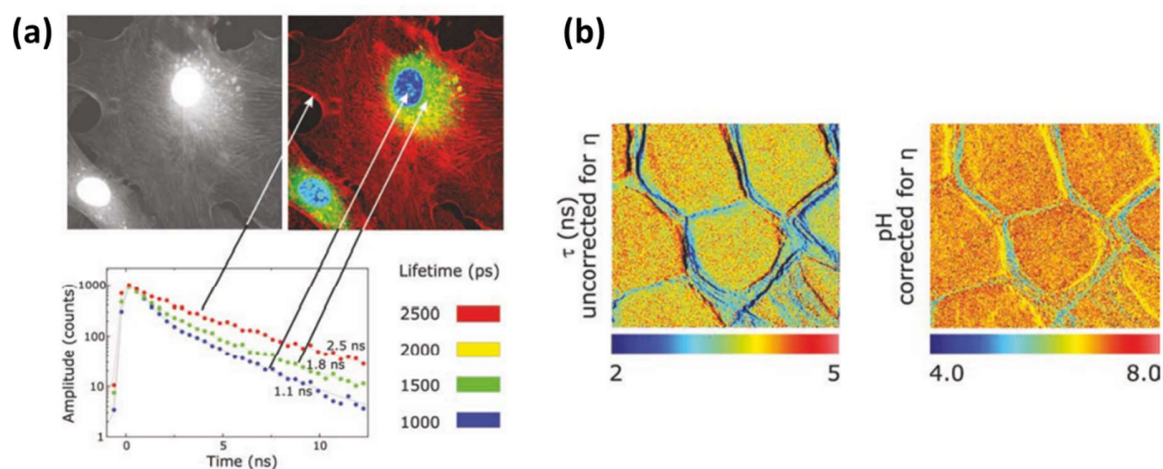 (a)
(b)
Amplitude (counts)
1000
100
10
1
0
5
10
Time (ns)
2.5 ns
1.8 ns
1.1 ns
Lifetime (ps)
2500
2000
1500
1000
τ (ns)
uncorrected for η
2
5
pH
corrected for η
4.0
8.0